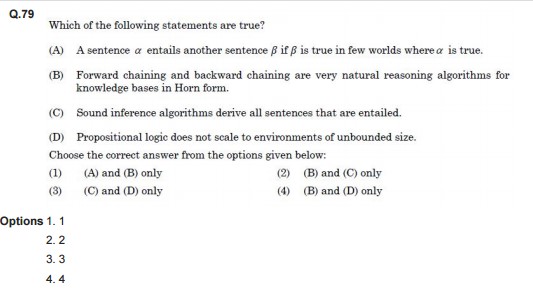 Q.79
Which of the following statements are true?
(A) A sentence α entails another sentence β if β is true in few worlds where α is true.
(B) Forward chaining and backward chaining are very natural reasoning algorithms for
knowledge bases in Horn form.
(C) Sound inference algorithms derive all sentences that are entailed.
(D) Propositional logic does not scale to environments of unbounded size.
Choose the correct answer from the options given below:
(1) (A) and (B) only (2) (B) and (C) only
(3) (C) and (D) only (4) (B) and (D) only
Options 1. 1
2. 2
3. 3
4. 4